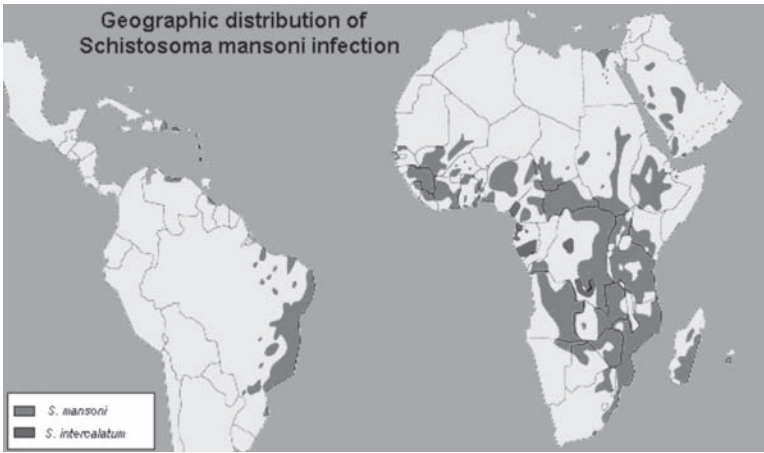 Geographic distribution of
Schistosoma mansoni infection
S. mansoni
S. intercalatum